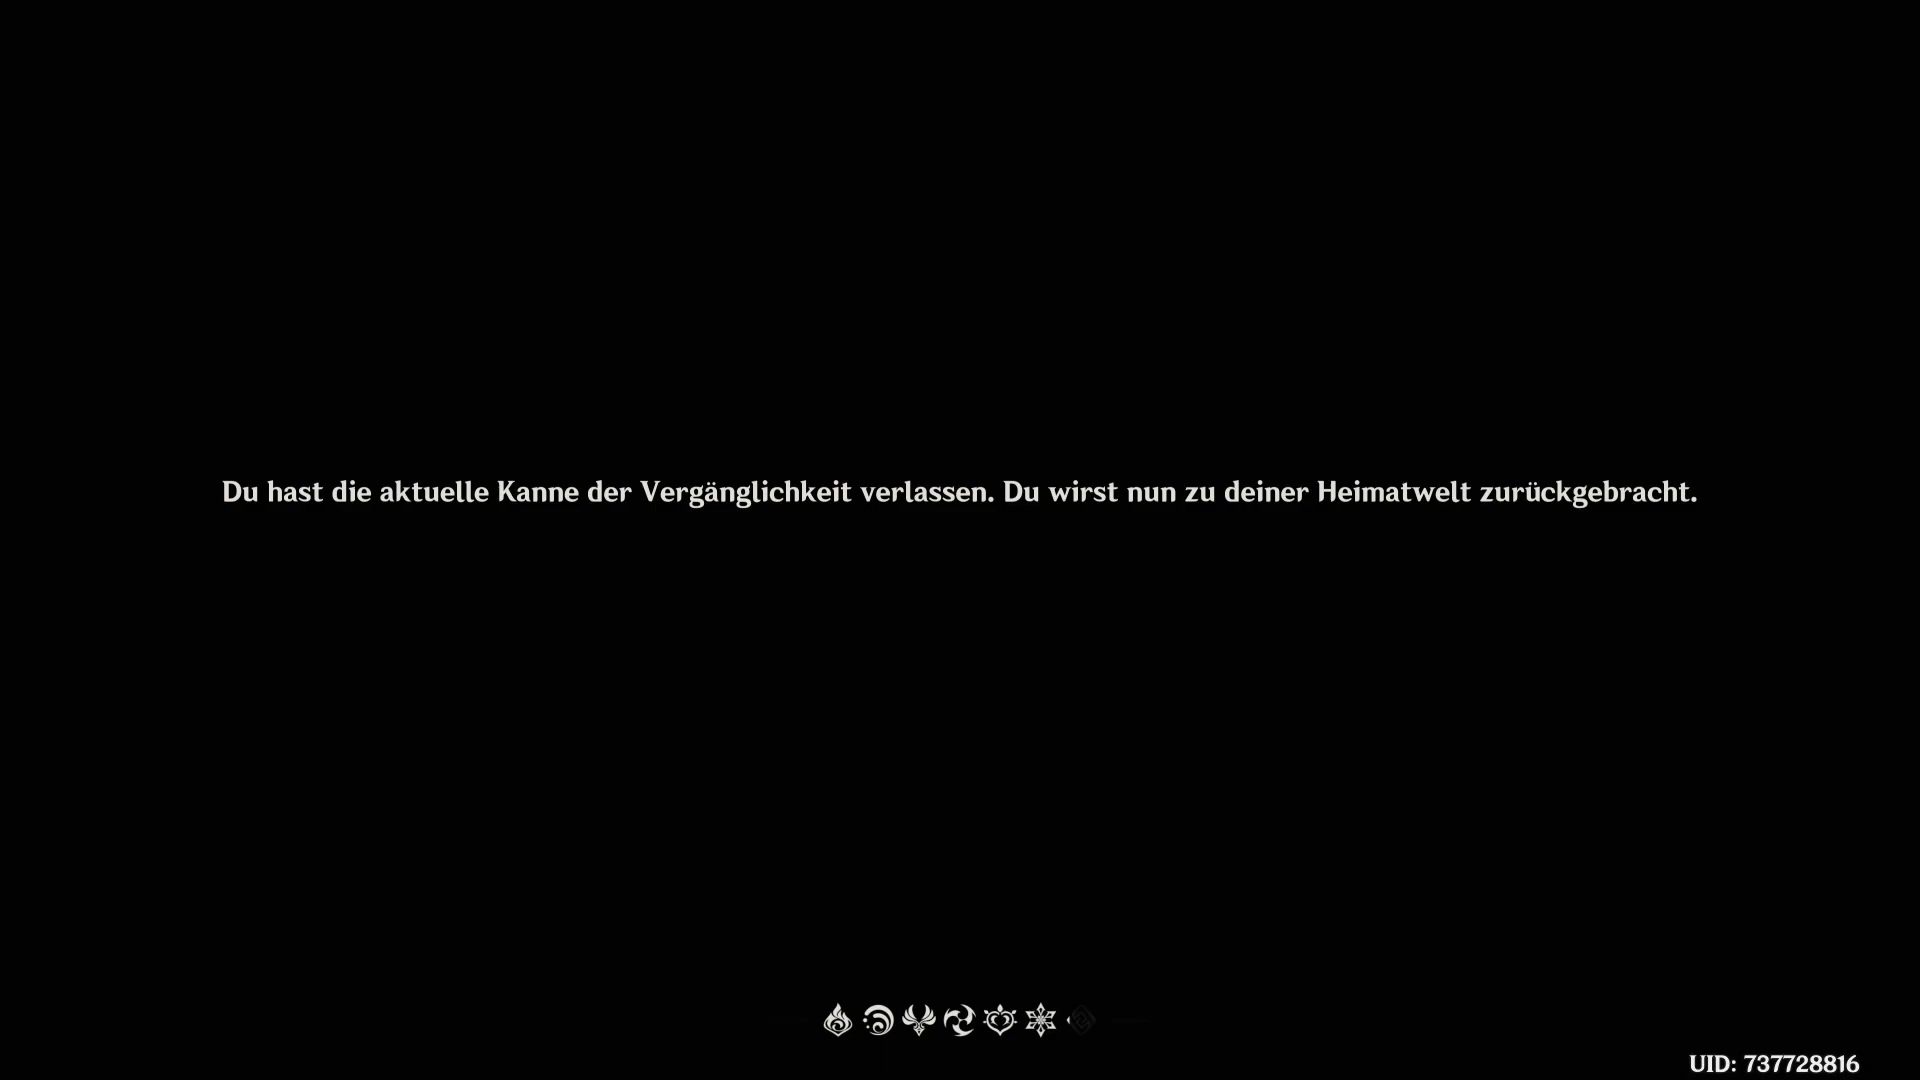 Du hast die aktuelle Kanne der Vergänglichkeit verlassen. Du wirst nun zu deiner Heimatwelt zurückgebracht.
UID: 737728816